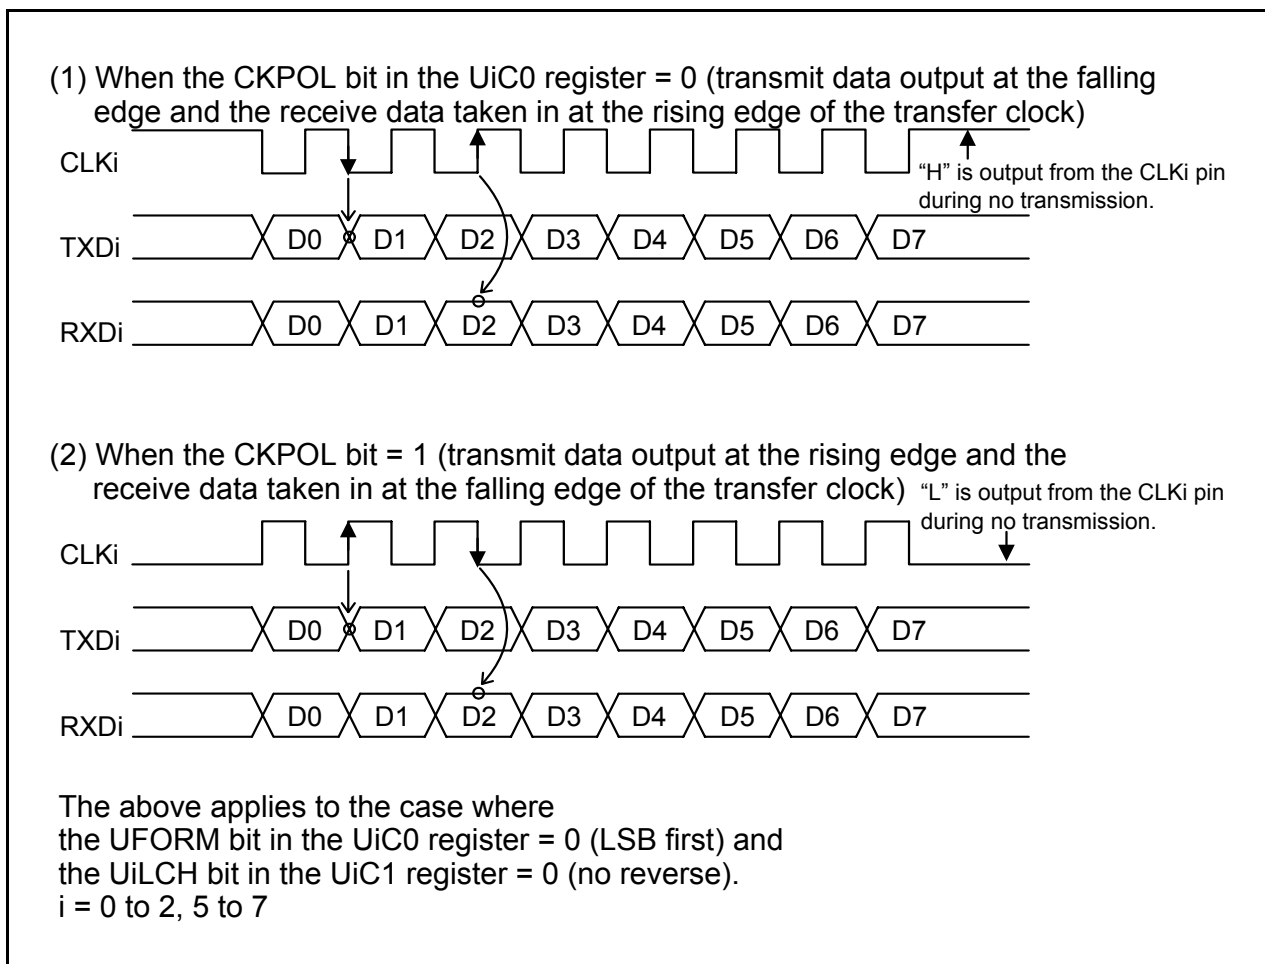 (1) When the CKPOL bit in the UiC0 register = 0 (transmit data output at the falling
edge and the receive data taken in at the rising edge of the transfer clock)
CLKi
“H” is output from the CLKi pin
during no transmission.
TXDi D0 D1 D2 D3 D4 D5 D6 D7
RXDi D0 D1 D2 D3 D4 D5 D6 D7
(2) When the CKPOL bit = 1 (transmit data output at the rising edge and the
receive data taken in at the falling edge of the transfer clock)
“L” is output from the CLKi pin
during no transmission.
CLKi
TXDi D0 D1 D2 D3 D4 D5 D6 D7
RXDi D0 D1 D2 D3 D4 D5 D6 D7
The above applies to the case where
the UFORM bit in the UiC0 register = 0 (LSB first) and
the UiLCH bit in the UiC1 register = 0 (no reverse).
i = 0 to 2, 5 to 7